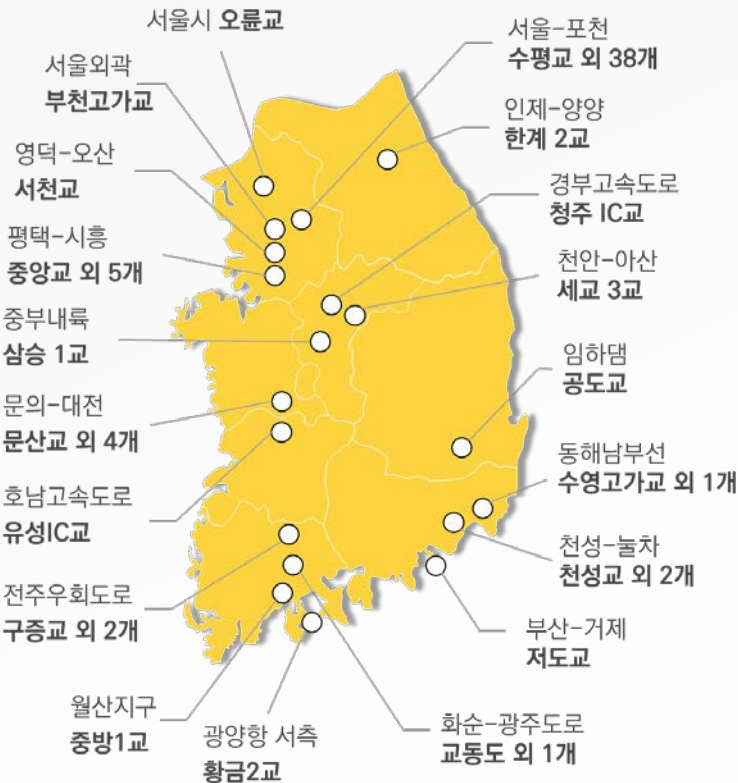 서울시 오륜교
서울외곽
부천고가교
영덕-오산
서천교
평택-시흥
중앙교 외 5개
중부내륙
삼승 1교
문의-대전
문산교 외 4개
호남고속도로
유성IC교
전주우회도로
구증교 외 2개
월산지구
중방1교
광양항 서측
황금2교
서울-포천
수평교 외 38개
인제-양양
한계 2교
경부고속도로
청주 IC교
천안-아산
세교 3교
임하댐
공도교
동해남부선
수영고가교 외 1개
천성-눌차
천성교 외 2개
부산-거제
저도교
화순-광주도로
교동도 외 1개